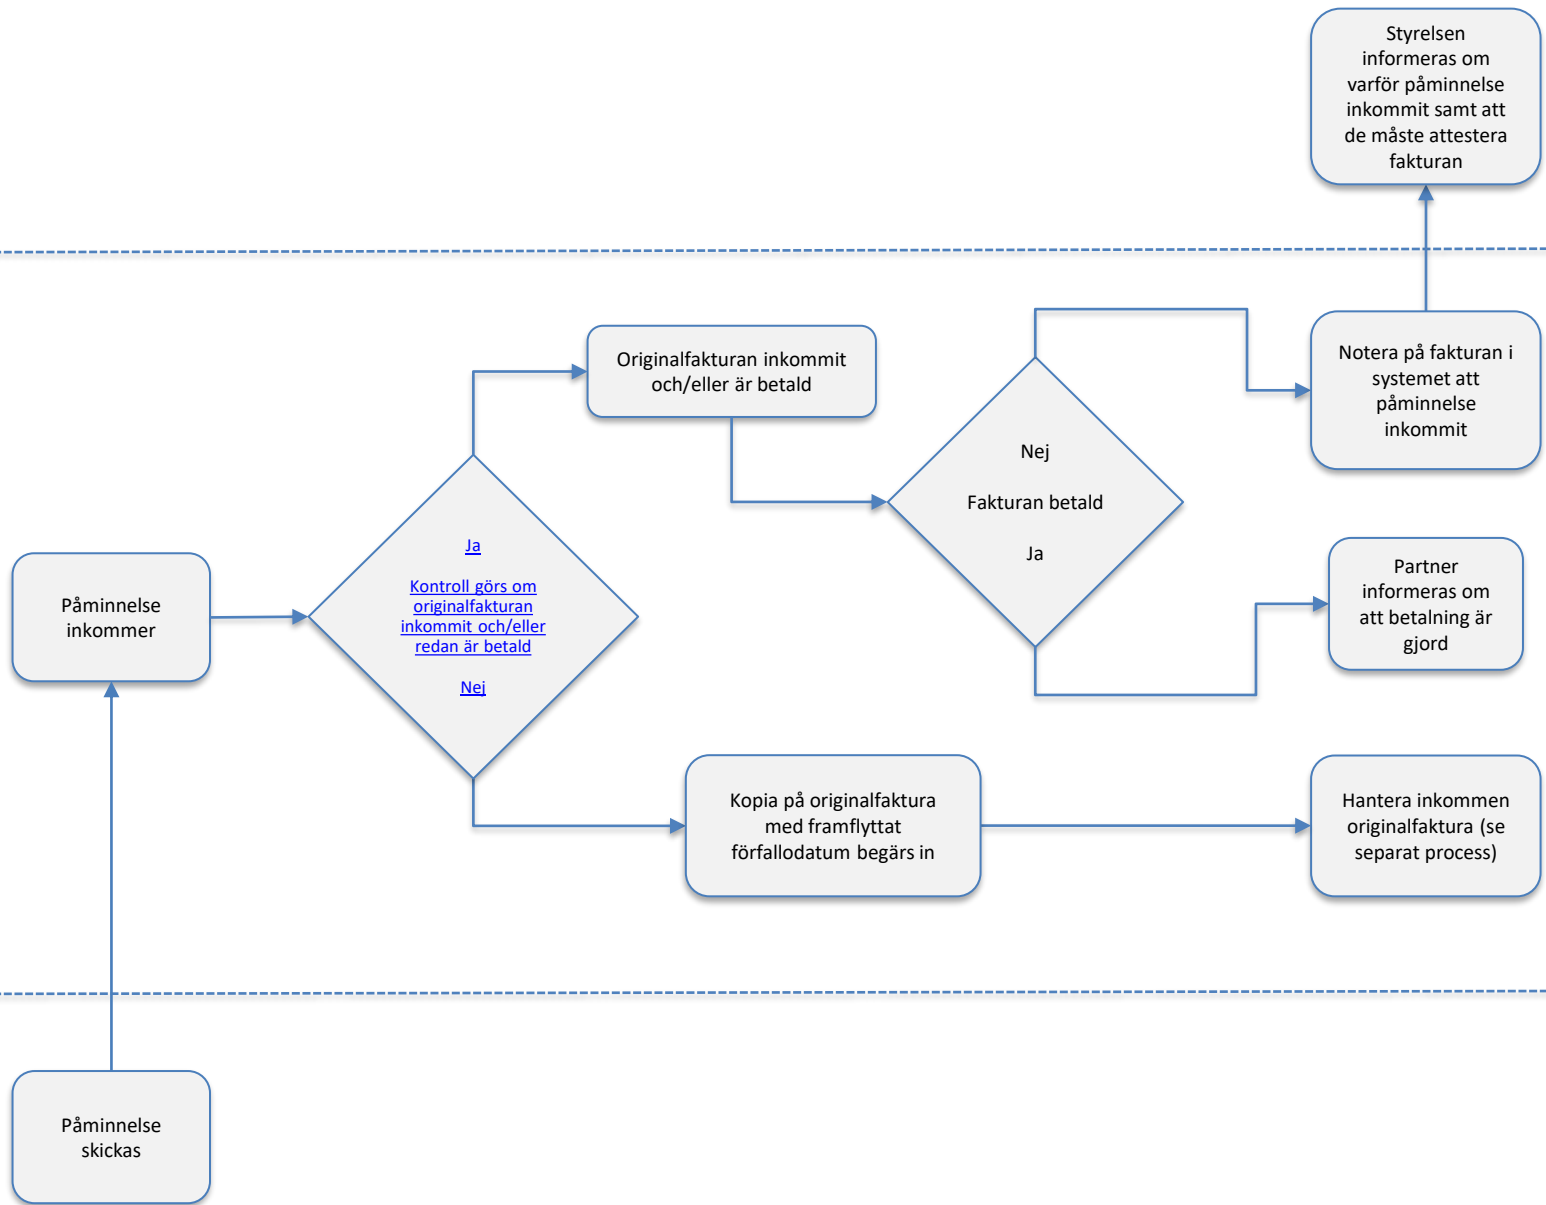 Styrelsen
informeras om
varför påminnelse
inkommit samt att
de måste attestera
fakturan
Originalfakturan inkommit
och/eller är betald
Notera på fakturan i
systemet att
påminnelse
inkommit
Nej
Fakturan betald
Ja
Ja
Kontroll görs om
originalfakturan
inkommit och/eller
redan är betald
Nej
Påminnelse
inkommer
Partner
informeras om
att betalning är
gjord
Kopia på originalfaktura
med framflyttat
förfallodatum begärs in
Hantera inkommen
originalfaktura (se
separat process)
Påminnelse
skickas